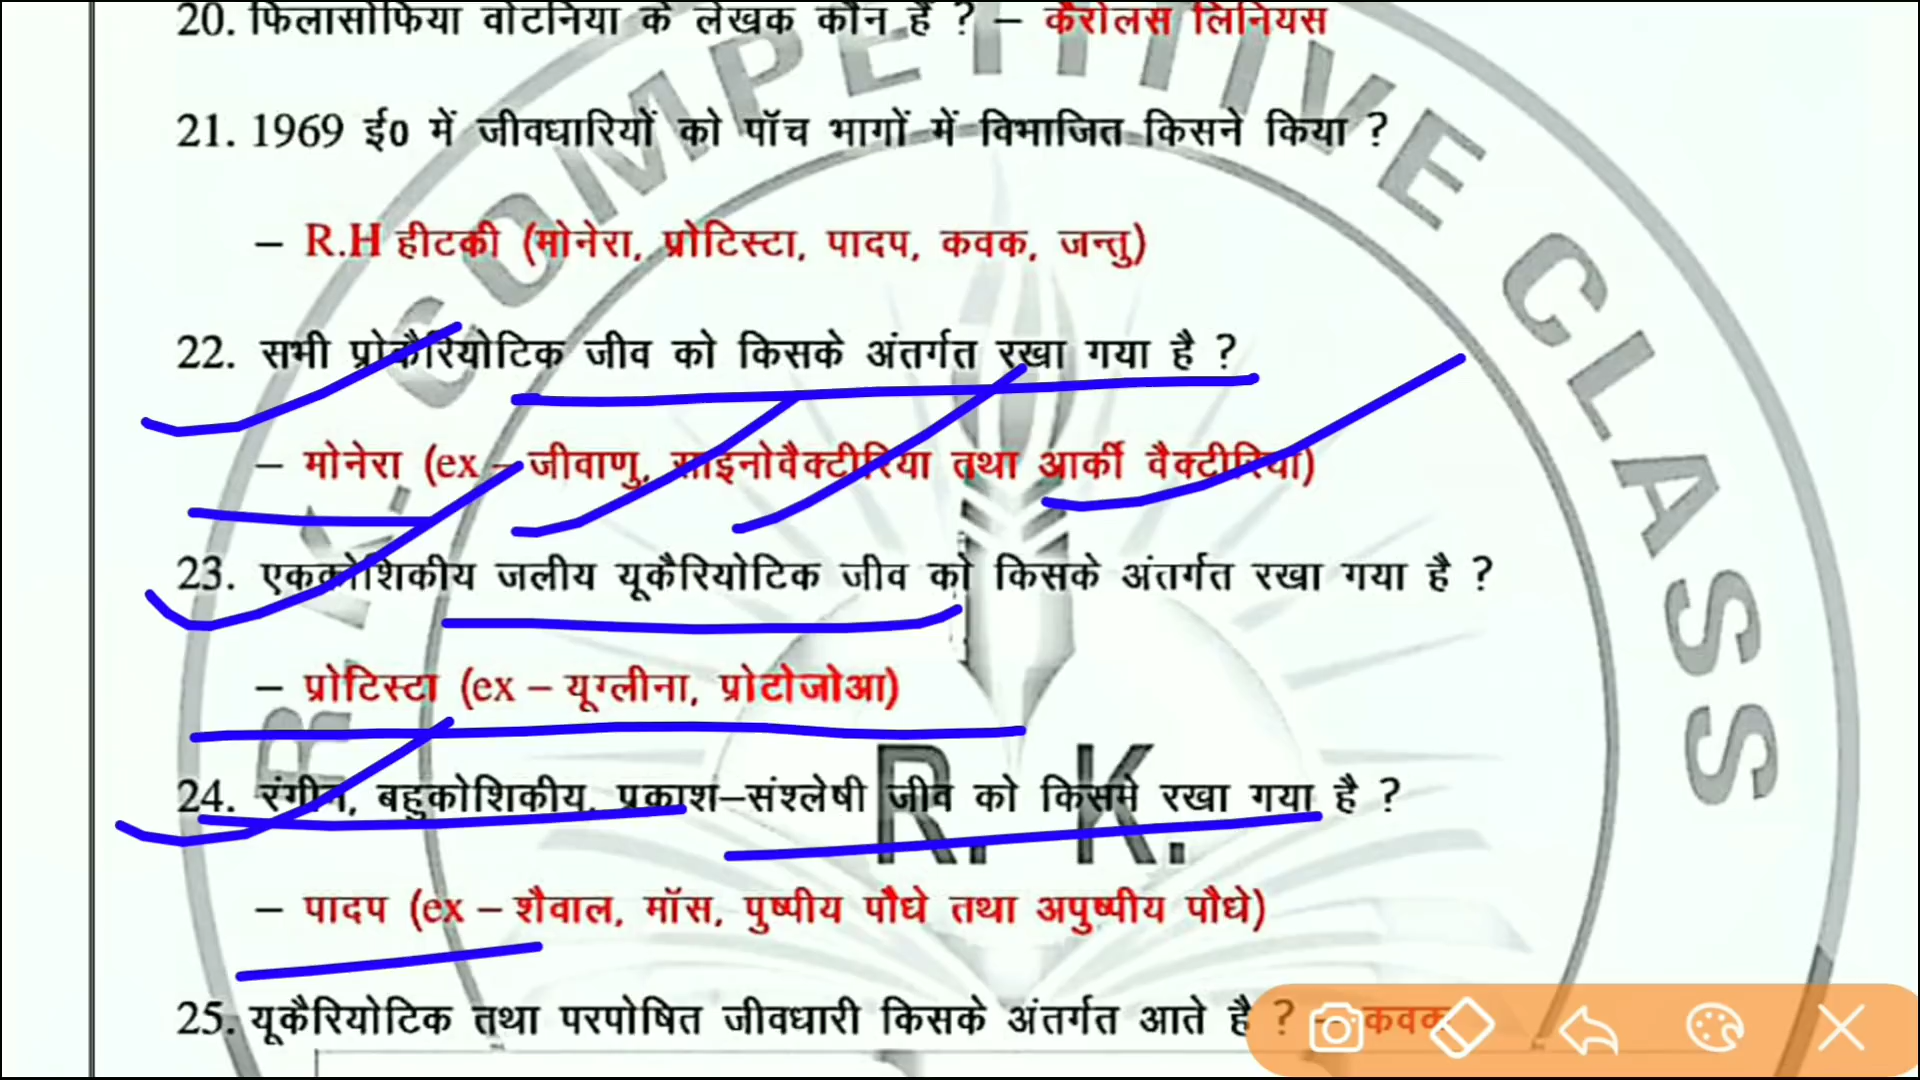 20. फिलासोफिया वोटनिया के लेखक कौन है ? – कैरोलस लिनियस
21. 1969 ई0 में जीवधारियों को पॉच भागों में विभाजित किसने किया ?
– R.H हीटकी (मोनेरा, प्रोटिस्टा, पादप, कवक, जन्तु)
22. सभी प्रोकैरियोटिक जीव को किसके अंतर्गत रखा गया है ?
– मोनेरा (ex – जीवाणु, साइनोवैक्टीरिया तथा आर्की वैक्टीरिया)
23. एककोशिकीय जलीय यूकैरियोटिक जीव को किसके अंतर्गत रखा गया है ?
– प्रोटिस्टा (ex – यूग्लीना, प्रोटोजोआ)
24. रंगीन, बहुकोशिकीय, प्रकाश–संश्लेषी जीव को किसमे रखा गया है ?
– पादप (ex – शैवाल, मॉस, पुष्पीय पौधे तथा अपुष्पीय पौधे)
25. यूकैरियोटिक तथा परपोषित जीवधारी किसके अंतर्गत आते है ? – कवक
R.K. COMPETITIVE CLASS
R. K.